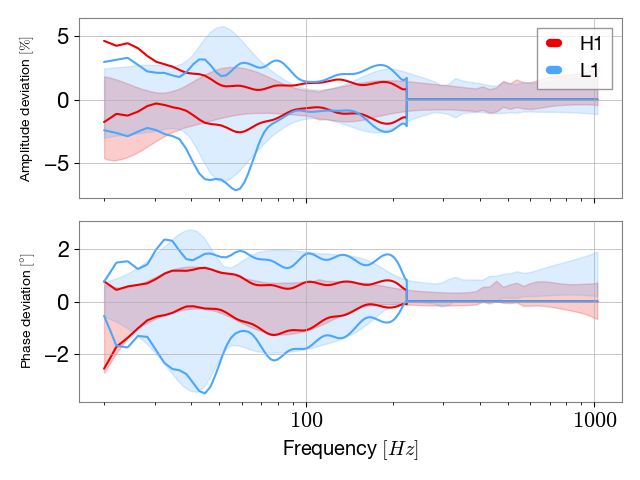 Amplitude deviation [%]
5
0
−5
H1
L1
Phase deviation [°]
2
0
−2
100
1000
Frequency [Hz]